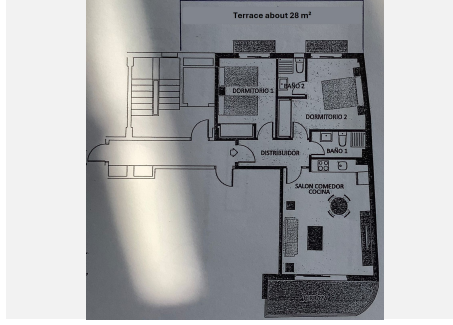 Terrace about 28 m²
BAÑO 2
DORMITORIO 1
DORMITORIO 2
DISTRIBUIDOR
BAÑO 1
SALON COMEDOR
COCINA